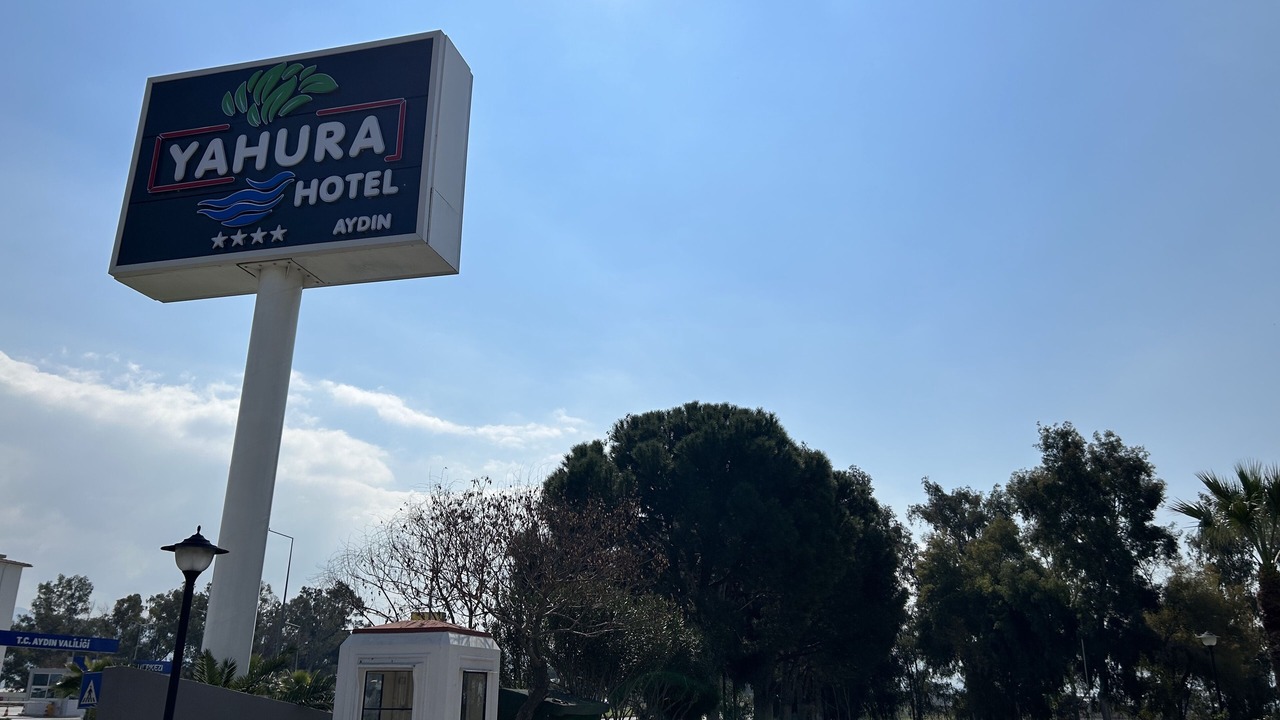 YAHURA
HOTEL
AYDIN
T.C. AYDIN VALİLİĞİ